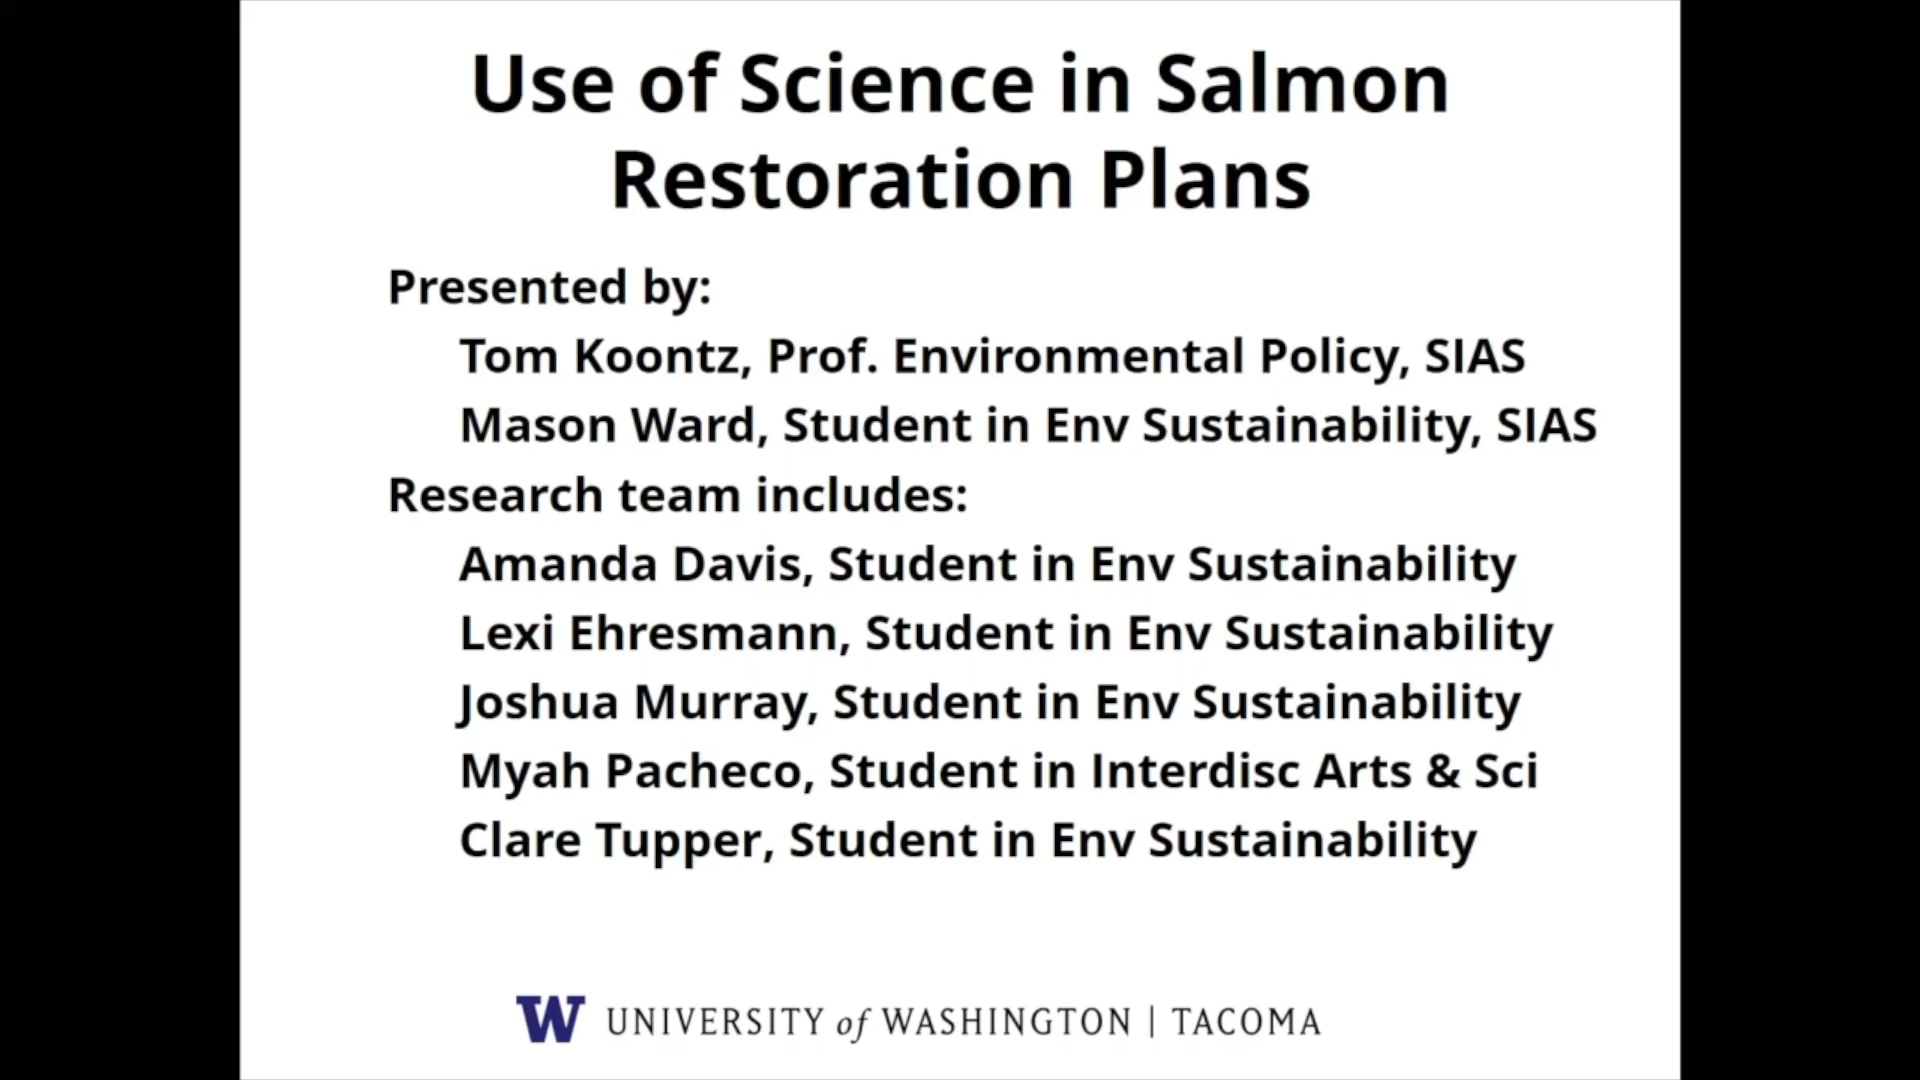 Use of Science in Salmon
Restoration Plans
Presented by:
Tom Koontz, Prof. Environmental Policy, SIAS
Mason Ward, Student in Env Sustainability, SIAS
Research team includes:
Amanda Davis, Student in Env Sustainability
Lexi Ehresmann, Student in Env Sustainability
Joshua Murray, Student in Env Sustainability
Myah Pacheco, Student in Interdisc Arts & Sci
Clare Tupper, Student in Env Sustainability
W UNIVERSITY of WASHINGTON | TACOMA